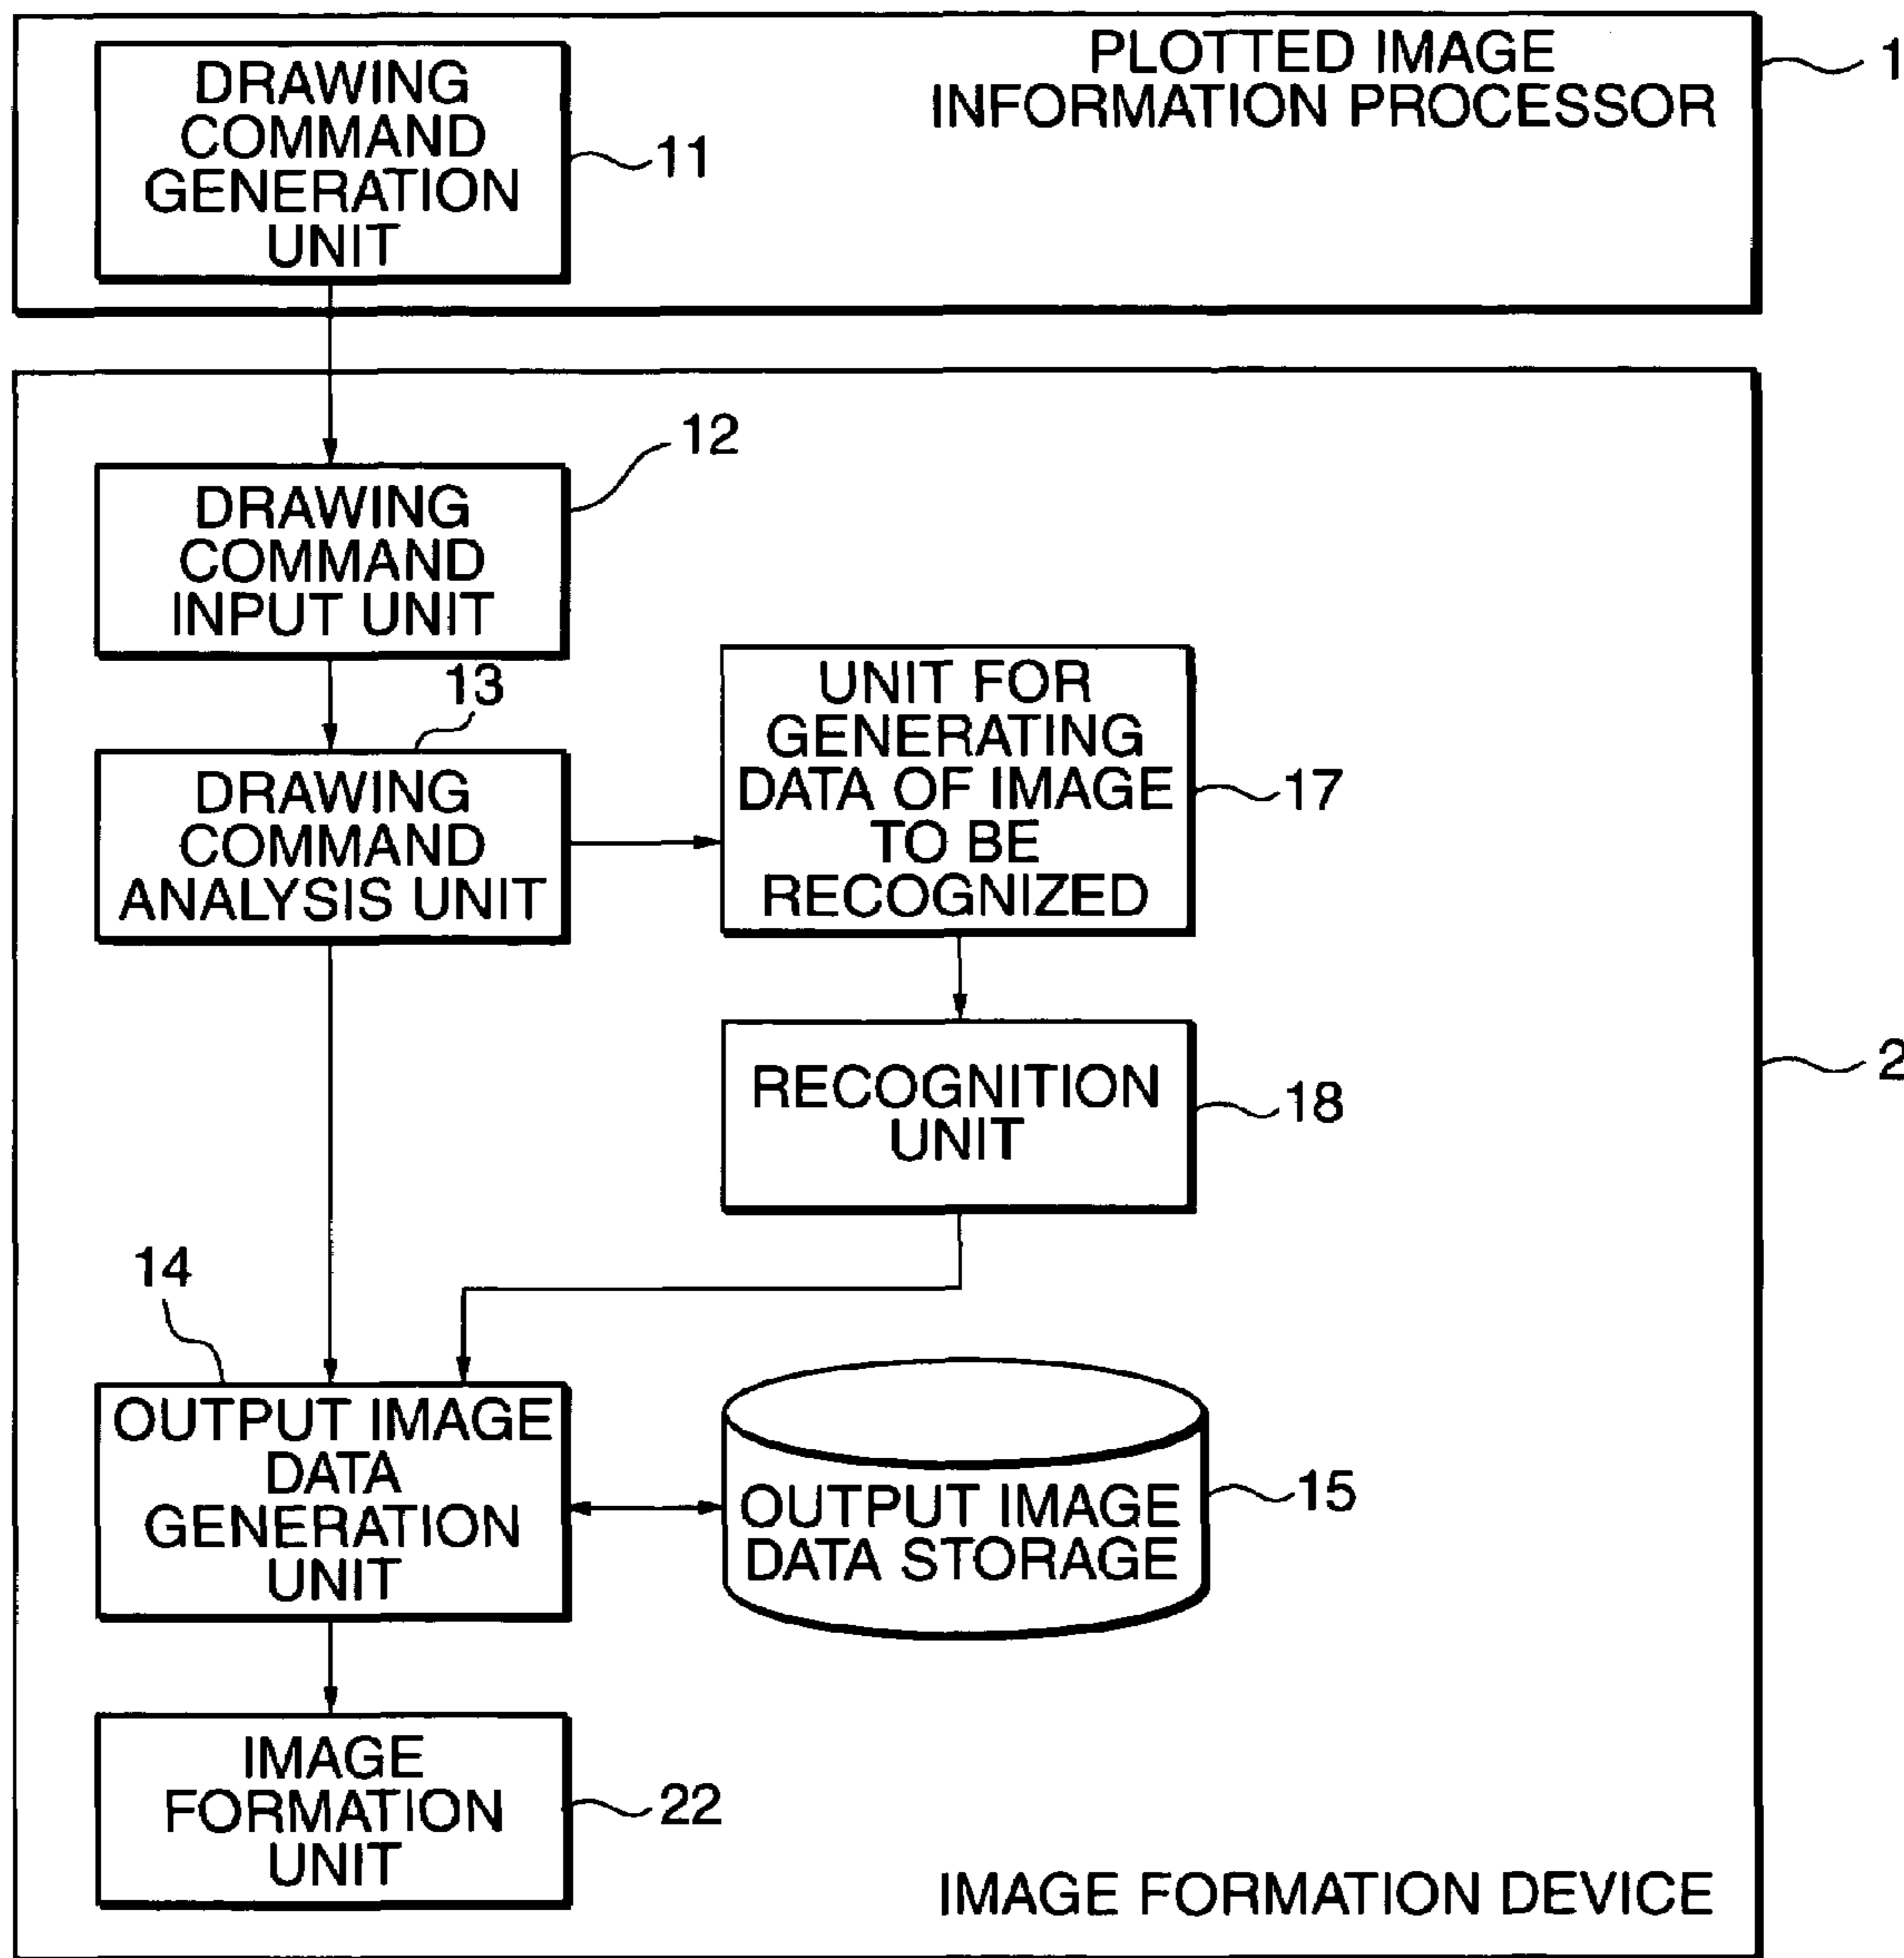 DRAWING
COMMAND
GENERATION
UNIT
11
PLOTTED IMAGE
INFORMATION PROCESSOR
1
12
DRAWING
COMMAND
INPUT UNIT
13
DRAWING
COMMAND
ANALYSIS UNIT
UNIT FOR
GENERATING
DATA OF IMAGE
TO BE
RECOGNIZED
17
RECOGNITION
UNIT
18
2
14
OUTPUT IMAGE
DATA
GENERATION
UNIT
OUTPUT IMAGE
DATA STORAGE
15
IMAGE
FORMATION
UNIT
22
IMAGE FORMATION DEVICE